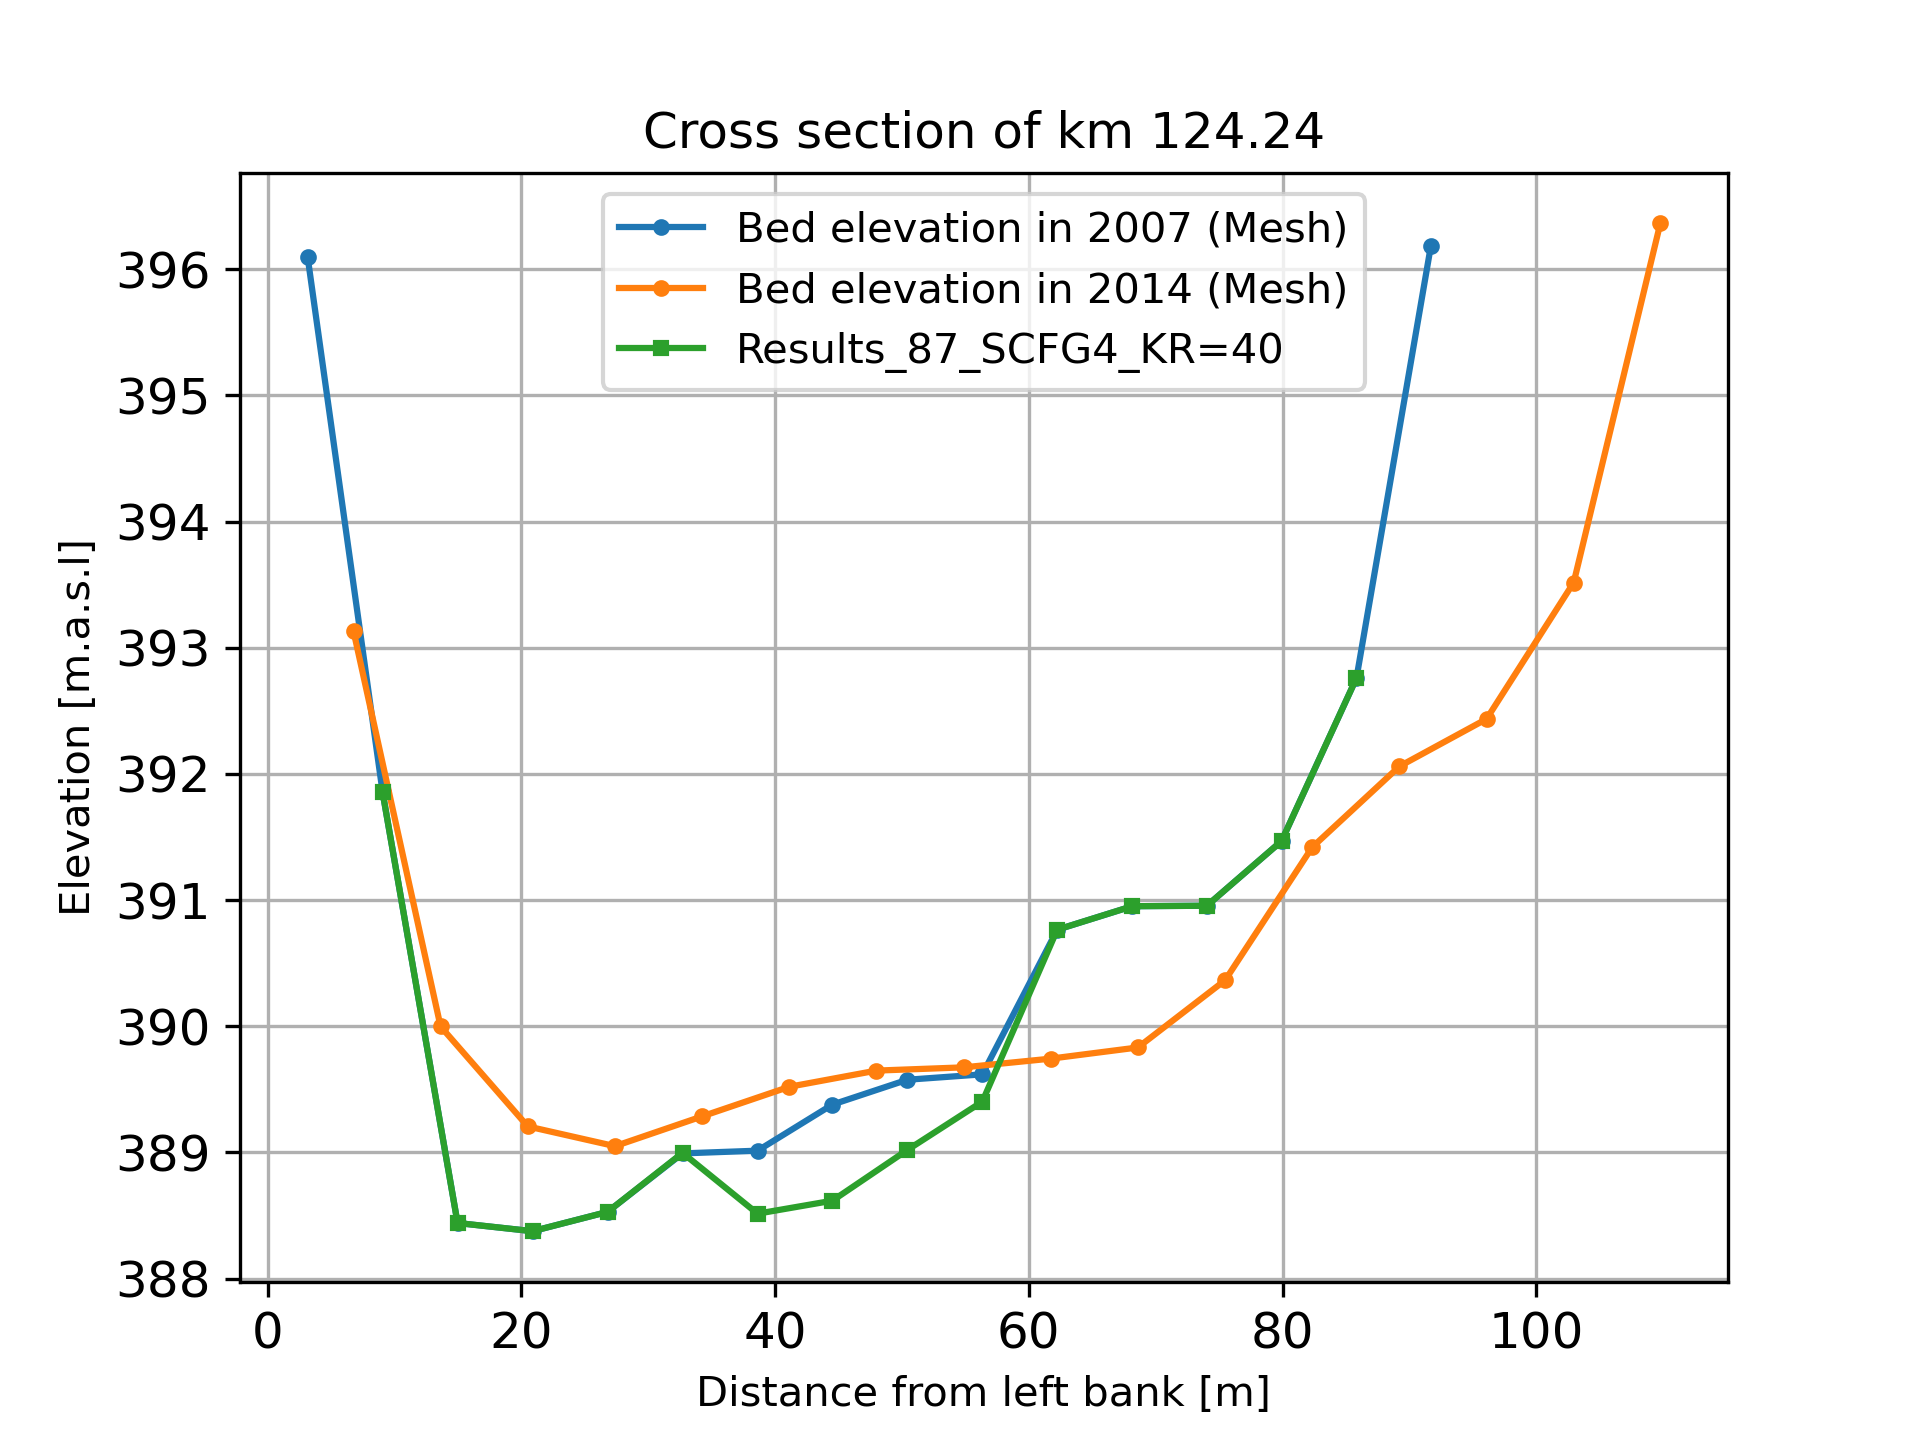 Cross section of km 124.24
Bed elevation in 2007 (Mesh)
Bed elevation in 2014 (Mesh)
Results_87_SCFG4_KR=40
Elevation [m.a.s.l]
396
395
394
393
392
391
390
389
388
0 20 40 60 80 100
Distance from left bank [m]